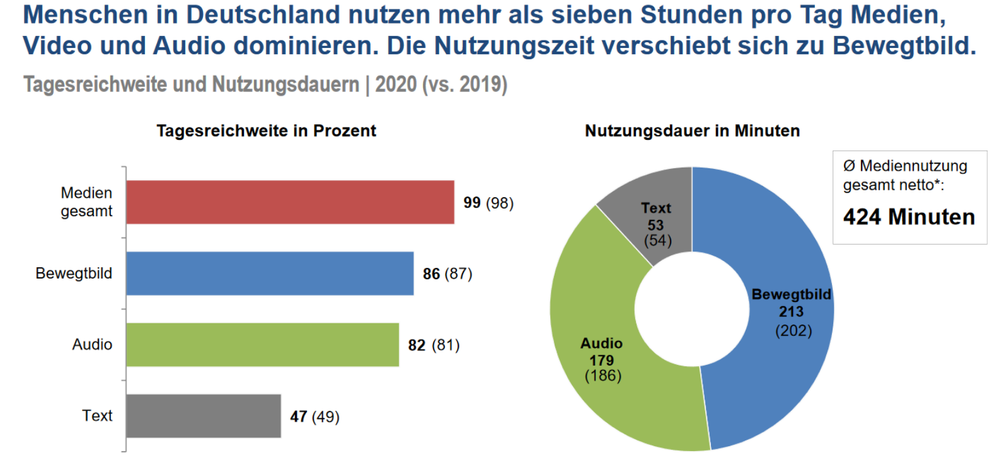 Menschen in Deutschland nutzen mehr als sieben Stunden pro Tag Medien,
Video und Audio dominieren. Die Nutzungszeit verschiebt sich zu Bewegtbild.
Tagesreichweite und Nutzungsdauern | 2020 (vs. 2019)
Tagesreichweite in Prozent
Medien
gesamt
99 (98)
Bewegtbild
86 (87)
Audio
82 (81)
Text
47 (49)
Nutzungsdauer in Minuten
Text
53
(54)
Bewegtbild
213
(202)
Audio
179
(186)
Ø Mediennutzung
gesamt netto*:
424 Minuten